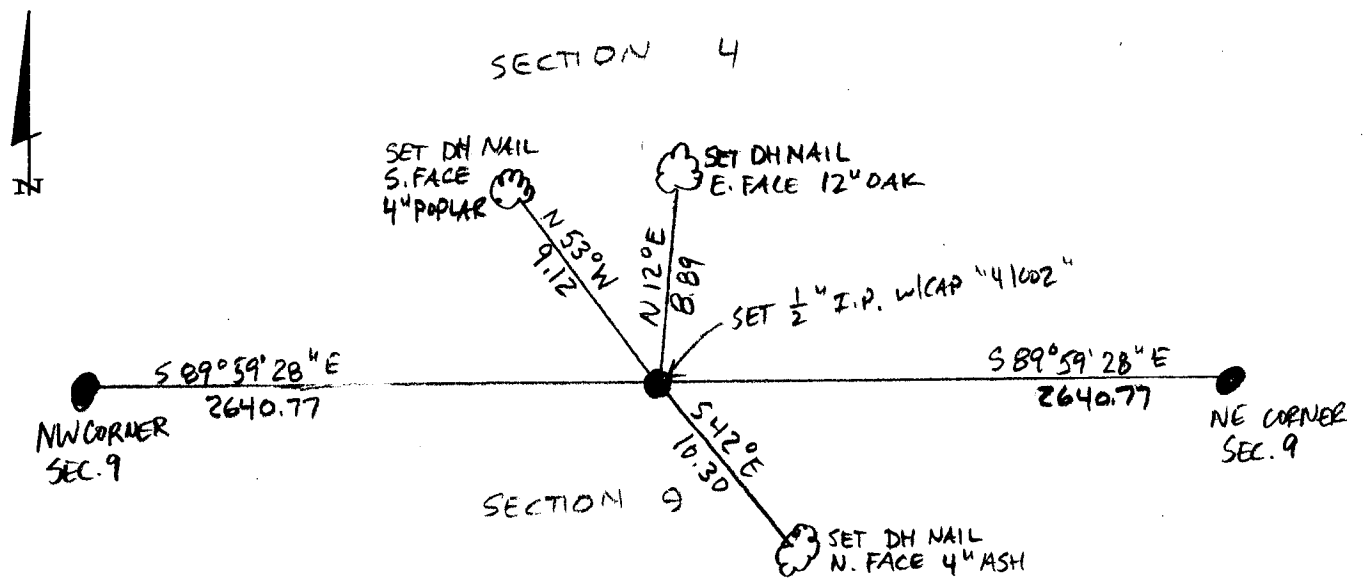 SECTION 4
N
SET DH NAIL
S. FACE
4" POPLAR
SET DH NAIL
E. FACE 12" OAK
N 53° W
9.12
N 12° E
8.89
SET 1/2" I.P. W/CAP "41002"
S 89° 59' 28" E
2640.77
S 89° 59' 28" E
2640.77
NW CORNER
SEC. 9
NE CORNER
SEC. 9
S 42° E
10.30
SECTION 9
SET DH NAIL
N. FACE 4" ASH